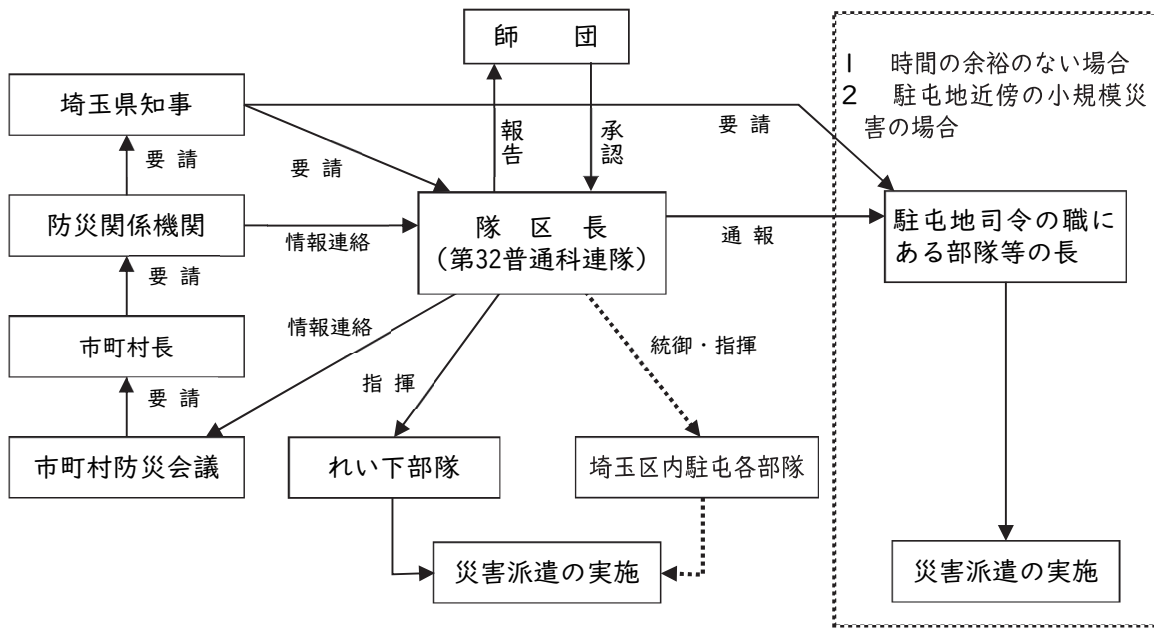 師 団
1 時間の余裕のない場合
2 駐屯地近傍の小規模災
害の場合
埼玉県知事
要 請
報告
承認
要 請
要 請
防災関係機関
情報連絡
隊 区 長
（第32普通科連隊）
通 報
駐屯地司令の職に
ある部隊等の長
要 請
市町村長
情報連絡
統御・指揮
指 揮
要 請
市町村防災会議
れい下部隊
埼玉区内駐屯各部隊
災害派遣の実施
災害派遣の実施